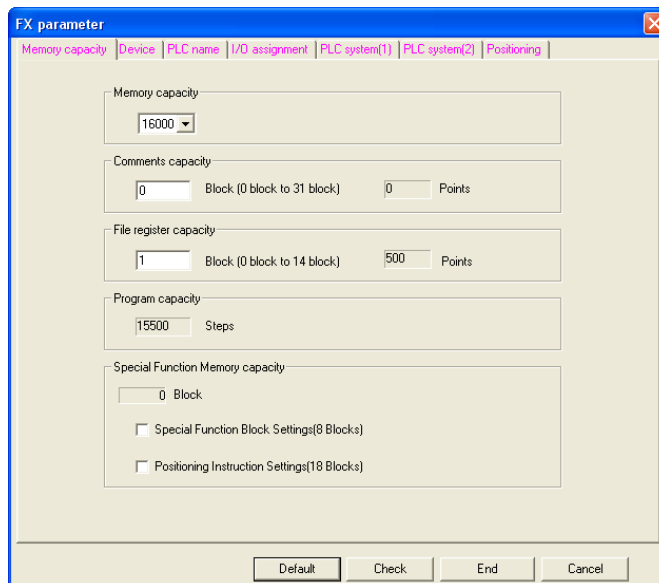 FX parameter
Memory capacity Device PLC name I/O assignment PLC system(1) PLC system(2) Positioning
Memory capacity
16000
Comments capacity
0 Block (0 block to 31 block) 0 Points
File register capacity
1 Block (0 block to 14 block) 500 Points
Program capacity
15500 Steps
Special Function Memory capacity
0 Block
Special Function Block Settings(8 Blocks)
Positioning Instruction Settings(18 Blocks)
Default Check End Cancel